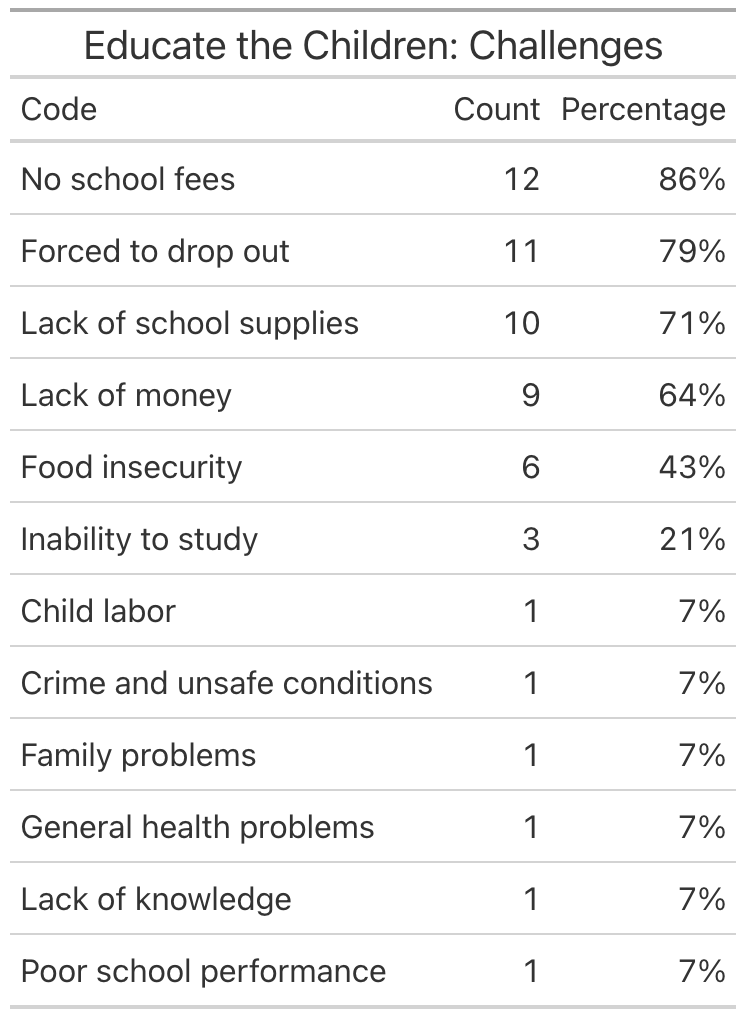 Educate the Children: Challenges
Code Count Percentage
No school fees 12 86%
Forced to drop out 11 79%
Lack of school supplies 10 71%
Lack of money 9 64%
Food insecurity 6 43%
Inability to study 3 21%
Child labor 1 7%
Crime and unsafe conditions 1 7%
Family problems 1 7%
General health problems 1 7%
Lack of knowledge 1 7%
Poor school performance 1 7%